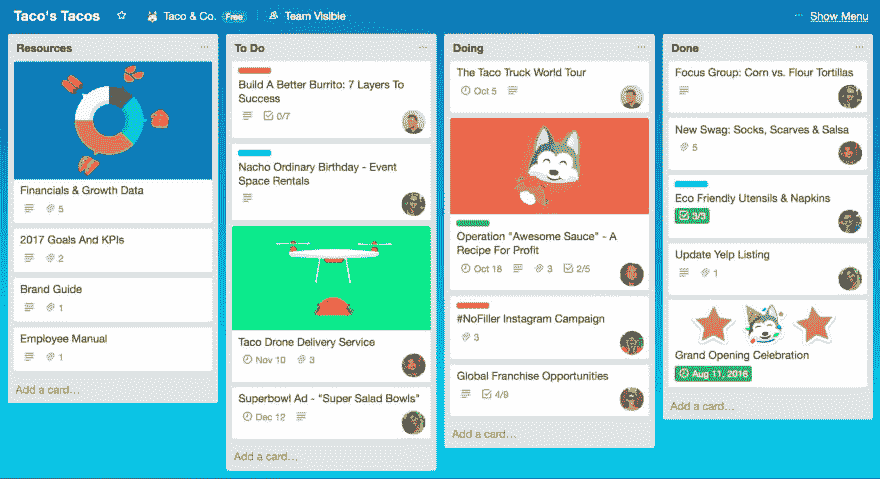 Taco's Tacos
Taco & Co. Free
Team Visible
··· Show Menu
Resources
Financials & Growth Data
5
2017 Goals And KPIs
2
Brand Guide
1
Employee Manual
1
Add a card...
To Do
Build A Better Burrito: 7 Layers To
Success
0/7
Nacho Ordinary Birthday - Event
Space Rentals
Taco Drone Delivery Service
Nov 10 3
Superbowl Ad - "Super Salad Bowls"
Dec 12
Add a card...
Doing
The Taco Truck World Tour
Oct 5
Operation "Awesome Sauce" - A
Recipe For Profit
Oct 18 3 2/5
#NoFiller Instagram Campaign
3
Global Franchise Opportunities
4/9
Add a card...
Done
Focus Group: Corn vs. Flour Tortillas
New Swag: Socks, Scarves & Salsa
5
Eco Friendly Utensils & Napkins
3/3
Update Yelp Listing
1
Grand Opening Celebration
Aug 11, 2016
Add a card...